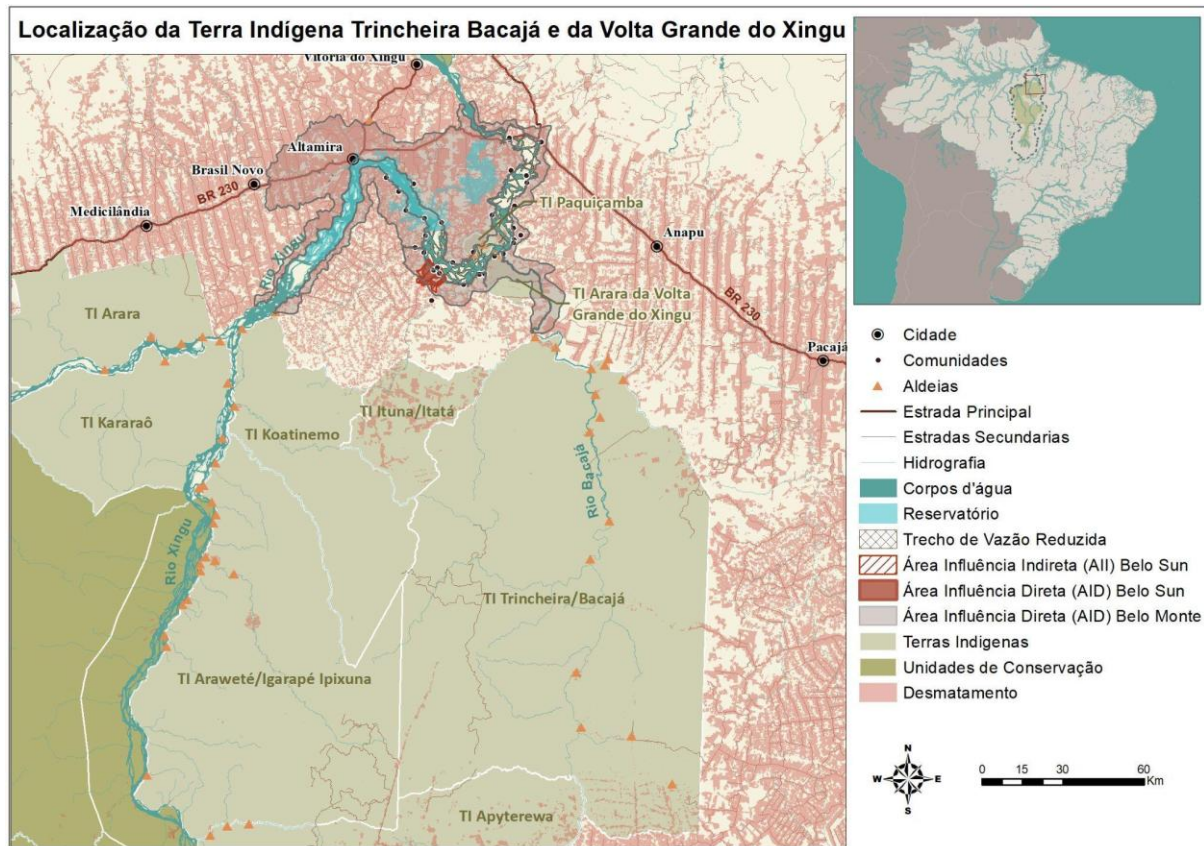 Localização da Terra Indígena Trincheira Bacajá e da Volta Grande do Xingu
Vitória do Xingu
Altamira
Brasil Novo
BR 230
Medicilândia
TI Paquiçamba
Anapu
Rio Xingu
TI Arara da Volta
Grande do Xingu
BR 230
TI Arara
Pacajá
TI Ituna/Itatá
TI Kararaô
TI Koatinemo
Rio Bacajá
Rio Xingu
TI Trincheira/Bacajá
TI Araweté/Igarapé Ipixuna
TI Apyterewa
Cidade
Comunidades
Aldeias
Estrada Principal
Estradas Secundarias
Hidrografia
Corpos d'água
Reservatório
Trecho de Vazão Reduzida
Área Influência Indireta (AII) Belo Sun
Área Influência Direta (AID) Belo Sun
Área Influência Direta (AID) Belo Monte
Terras Indigenas
Unidades de Conservação
Desmatamento
N
W E
S
0 15 30 60
Km